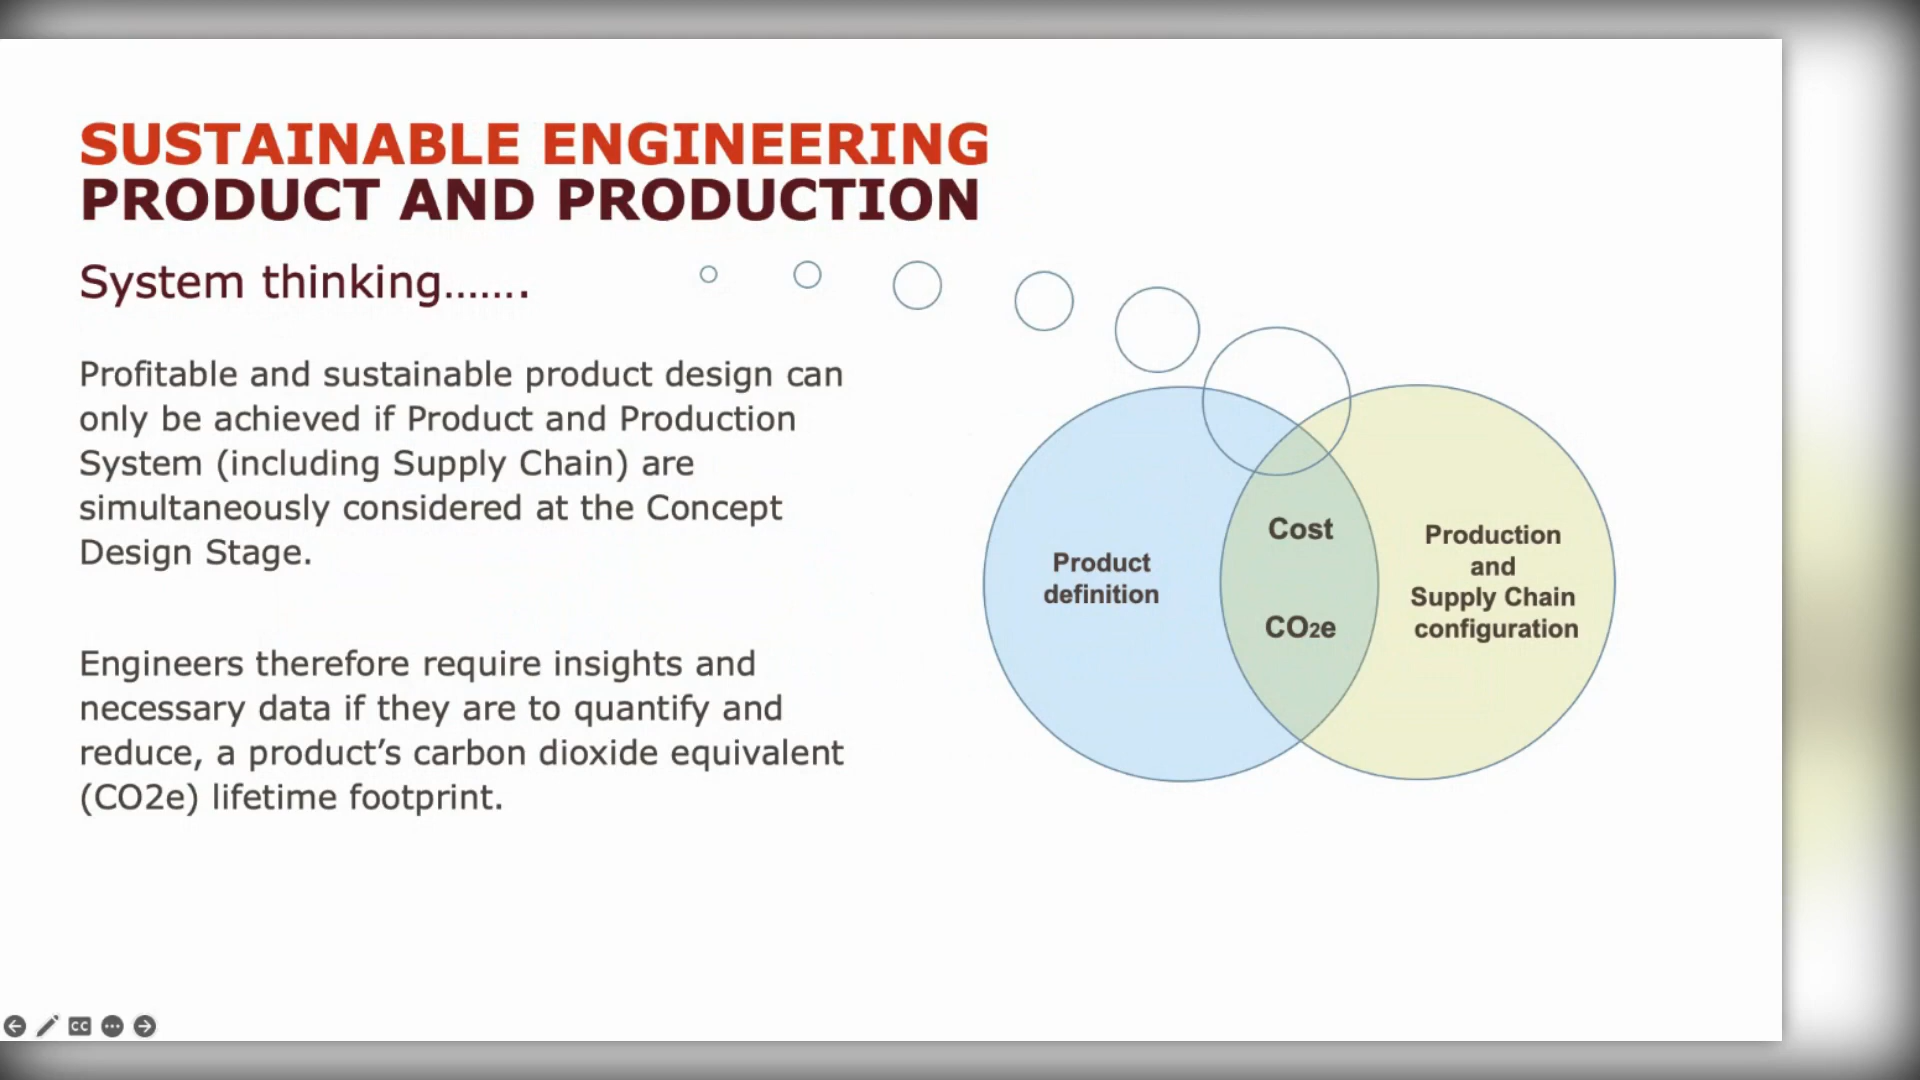 SUSTAINABLE ENGINEERING
PRODUCT AND PRODUCTION
System thinking.......
Profitable and sustainable product design can
only be achieved if Product and Production
System (including Supply Chain) are
simultaneously considered at the Concept
Design Stage.
Engineers therefore require insights and
necessary data if they are to quantify and
reduce, a product’s carbon dioxide equivalent
(CO2e) lifetime footprint.
Product
definition
Cost
CO2e
Production
and
Supply Chain
configuration
CC